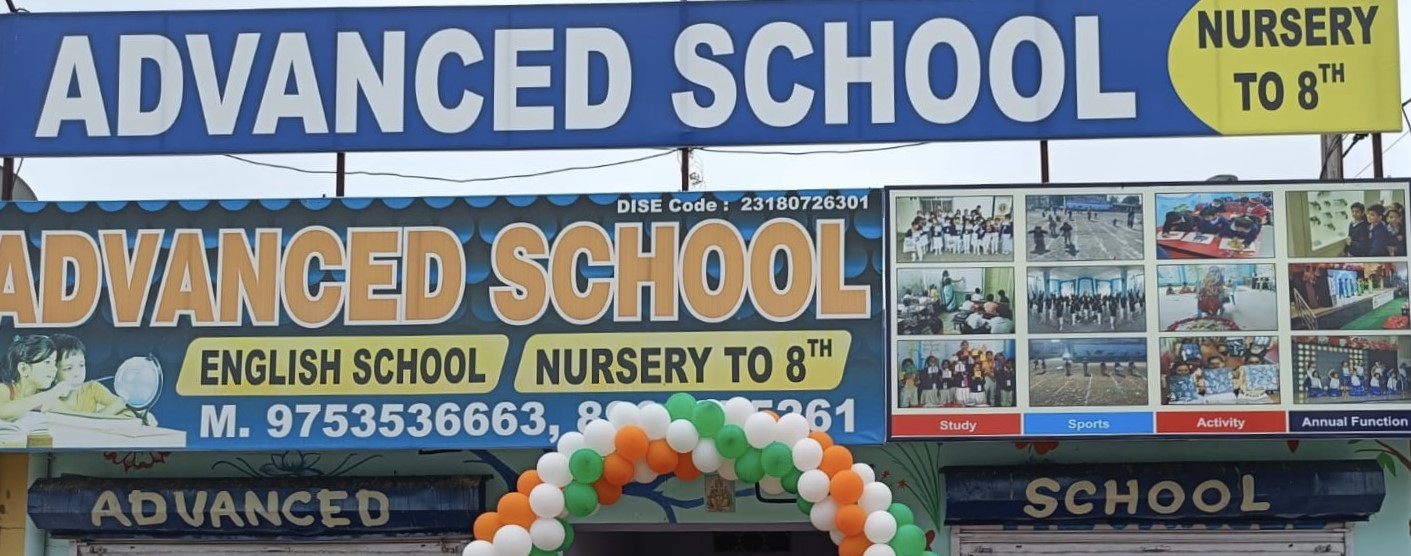 ADVANCED SCHOOL
NURSERY
TO 8TH
DISE Code : 23180726301
ADVANCED SCHOOL
ENGLISH SCHOOL
NURSERY TO 8TH
M. 9753536663,
Study
Sports
Activity
Annual Function
ADVANCED
SCHOOL